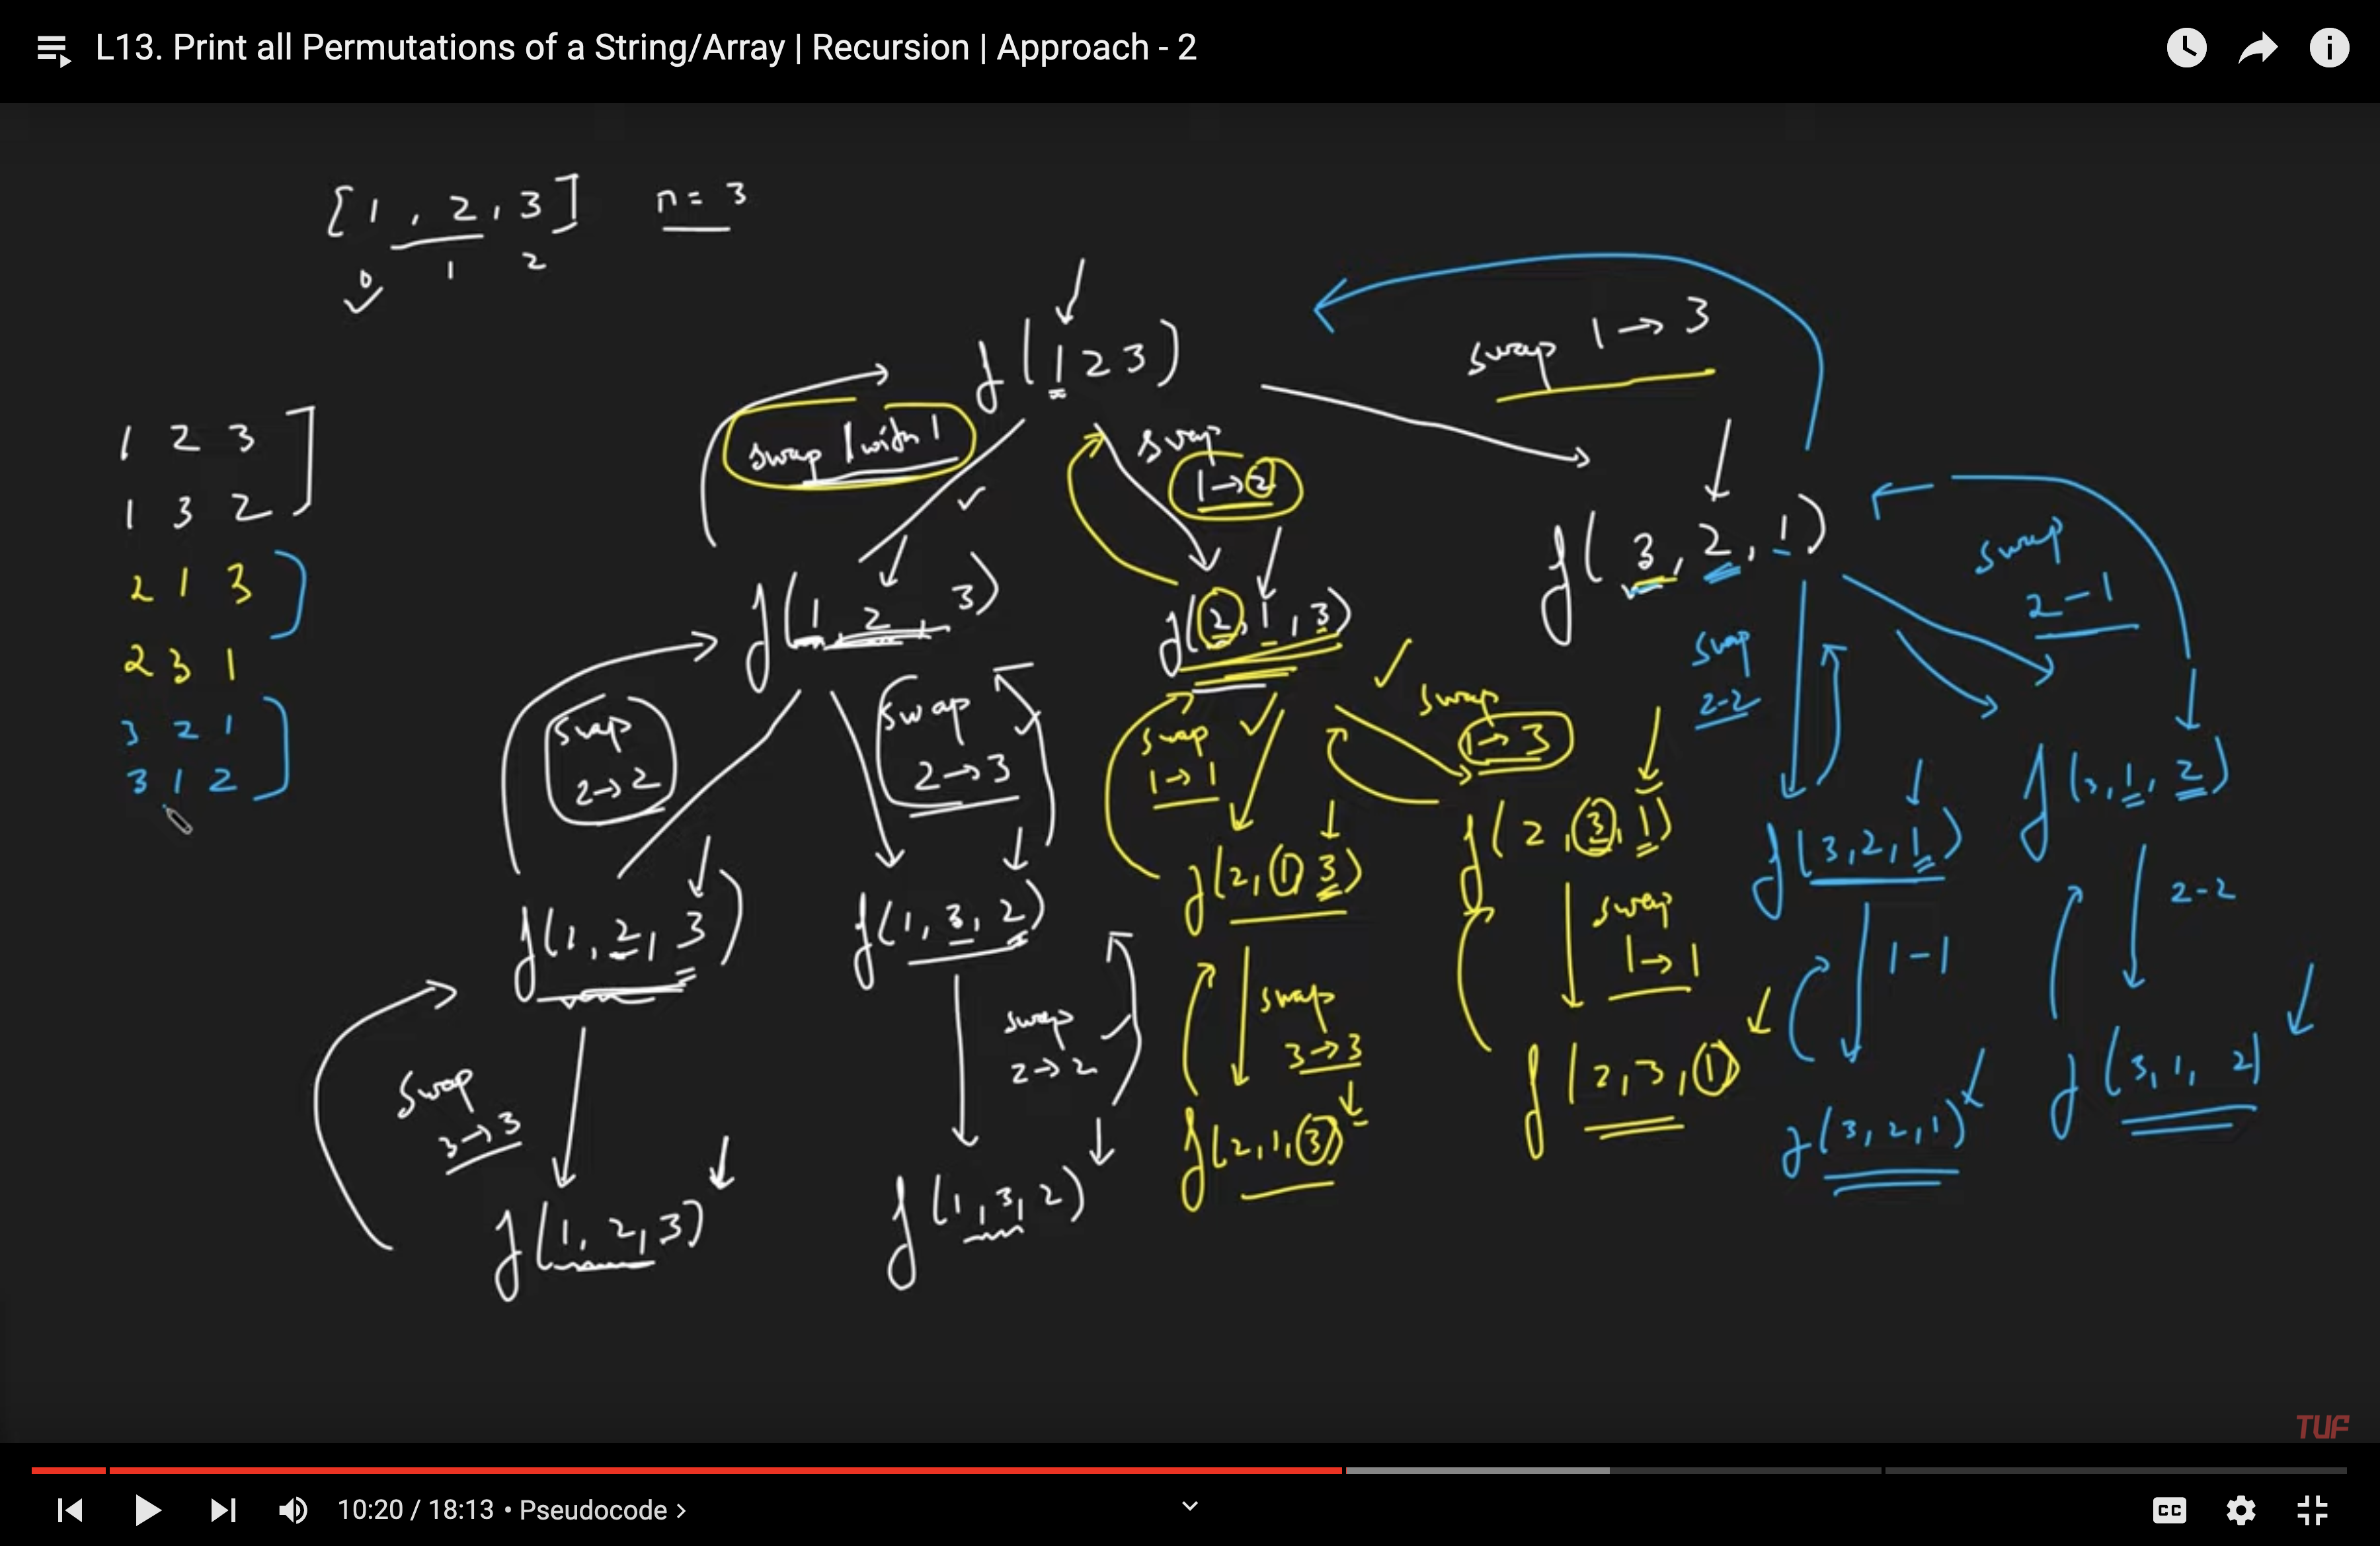 L13. Print all Permutations of a String/Array | Recursion | Approach - 2
[1, 2, 3] n = 3
0 1 2
f(1 2 3)
swap 1 → 3
swap 1 with 1
swap
1 → 2
1 2 3
1 3 2
2 1 3
2 3 1
3 2 1
3 1 2
f(1, 2, 3)
f(2, 1, 3)
f(3, 2, 1)
swap
2 - 1
swap
2 → 2
swap
2 → 3
swap
1 → 1
swap
1 → 3
swap
2-2
f(1, 2, 3)
f(1, 3, 2)
f(2, 1 3)
f(2, 3, 1)
f(3, 2, 1)
f(3, 1, 2)
swap
3 → 3
swap
2 → 2
swap
3 → 3
swap
1 → 1
1 - 1
2 - 2
f(1, 2, 3)
f(1, 3, 2)
f(2, 1, 3)
f(2, 3, 1)
f(3, 2, 1)
f(3, 1, 2)
TUF
10:20 / 18:13 • Pseudocode >
CC